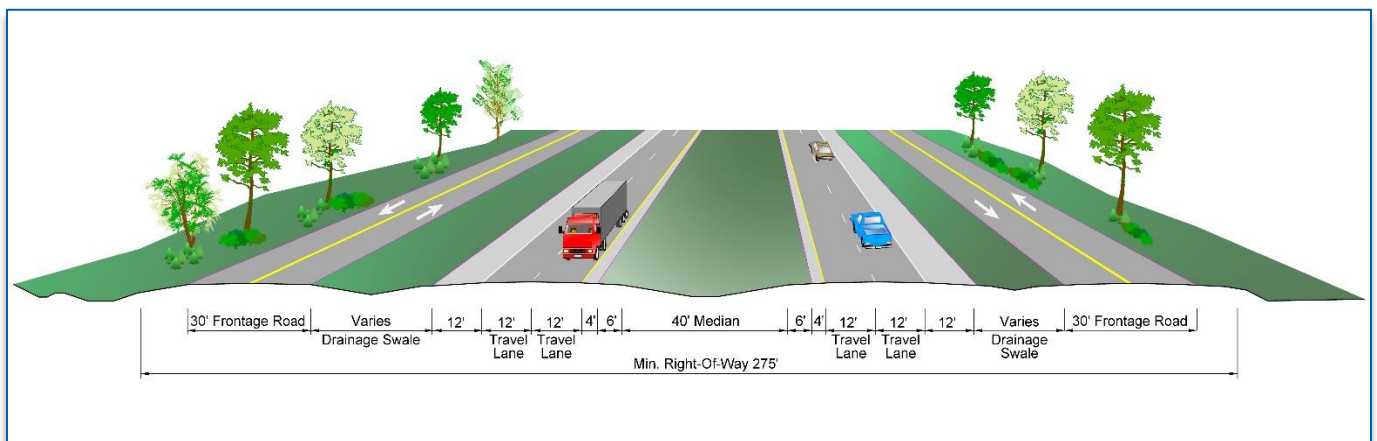 30' Frontage Road Varies 12' 12' 12' 4' 6' 40' Median 6' 4' 12' 12' 12' Varies 30' Frontage Road
Drainage Swale Travel Travel Travel Travel Drainage
Lane Lane Lane Lane Swale
Min. Right-Of-Way 275'